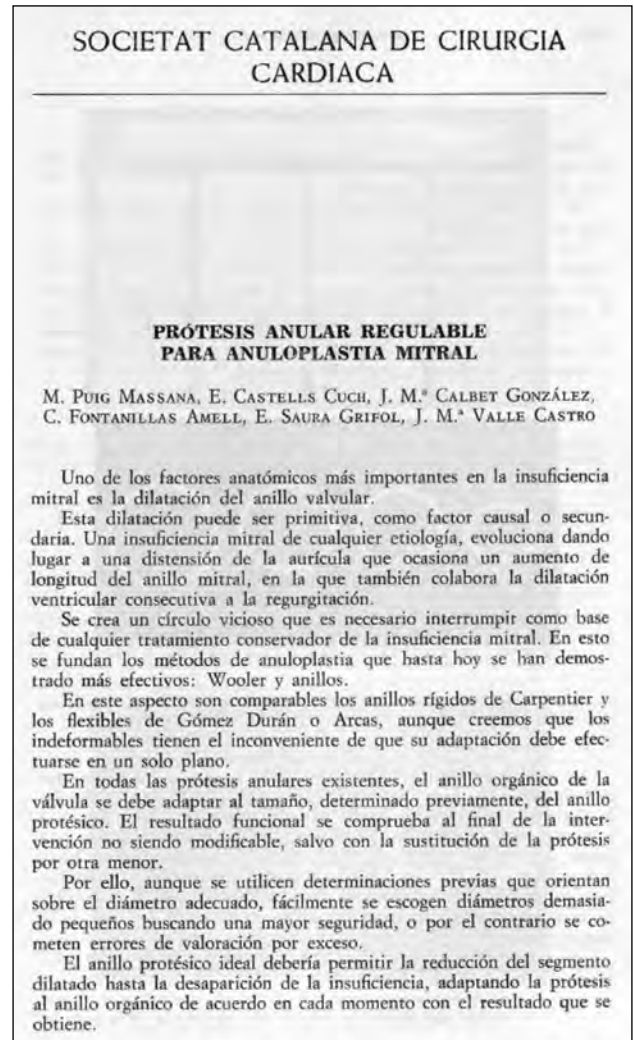 SOCIETAT CATALANA DE CIRURGIA
CARDIACA
PRÓTESIS ANULAR REGULABLE
PARA ANULOPLASTIA MITRAL
M. Puig Massana, E. Castells Cuch, J. M.ª Calbet González,
C. Fontanillas Amell, E. Saura Grifol, J. M.ª Valle Castro
Uno de los factores anatómicos más importantes en la insuficiencia
mitral es la dilatación del anillo valvular.
Esta dilatación puede ser primitiva, como factor causal o secun-
daria. Una insuficiencia mitral de cualquier etiología, evoluciona dando
lugar a una distensión de la aurícula que ocasiona un aumento de
longitud del anillo mitral, en la que también colabora la dilatación
ventricular consecutiva a la regurgitación.
Se crea un círculo vicioso que es necesario interrumpir como base
de cualquier tratamiento conservador de la insuficiencia mitral. En esto
se fundan los métodos de anuloplastia que hasta hoy se han demos-
trado más efectivos: Wooler y anillos.
En este aspecto son comparables los anillos rígidos de Carpentier y
los flexibles de Gómez Durán o Arcas, aunque creemos que los
indeformables tienen el inconveniente de que su adaptación debe efec-
tuarse en un solo plano.
En todas las prótesis anulares existentes, el anillo orgánico de la
válvula se debe adaptar al tamaño, determinado previamente, del anillo
protésico. El resultado funcional se comprueba al final de la inter-
vención no siendo modificable, salvo con la sustitución de la prótesis
por otra menor.
Por ello, aunque se utilicen determinaciones previas que orientan
sobre el diámetro adecuado, fácilmente se escogen diámetros demasia-
do pequeños buscando una mayor seguridad, o por el contrario se co-
meten errores de valoración por exceso.
El anillo protésico ideal debería permitir la reducción del segmento
dilatado hasta la desaparición de la insuficiencia, adaptando la prótesis
al anillo orgánico de acuerdo en cada momento con el resultado que se
obtiene.